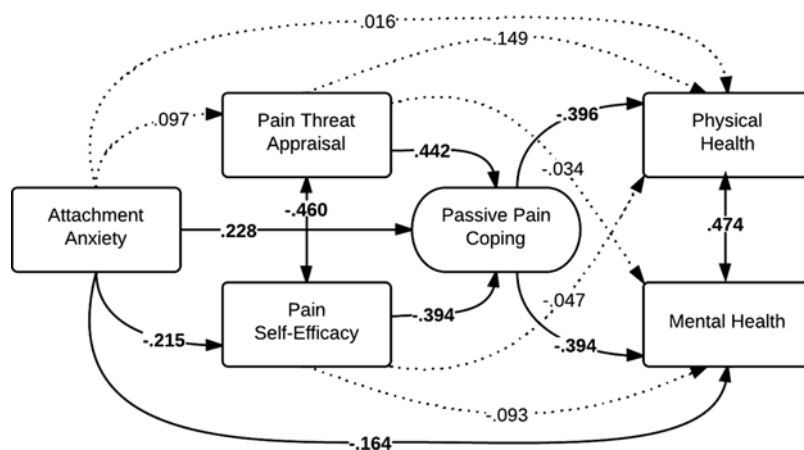 .016
-.149
.097
Pain Threat
Appraisal
-.396
Physical
Health
.442
-.034
Attachment
Anxiety
-.460
.228
Passive Pain
Coping
.474
Pain
Self-Efficacy
-.047
-.215
-.394
-.394
Mental Health
-.093
-.164